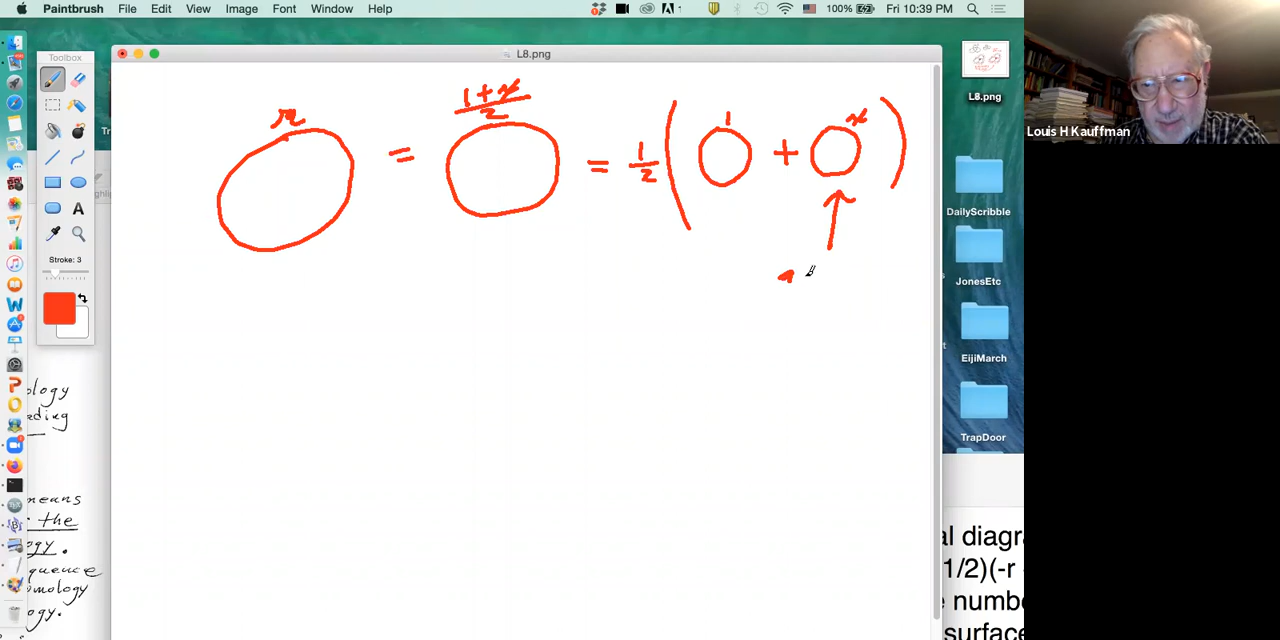 Paintbrush File Edit View Image Font Window Help
1 100% Fri 10:39 PM
L8.png
Toolbox
Stroke: 3
r = 1+x/2 = 1/2 ( 1 + x )
L8.png
Louis H Kauffman
DailyScribble
JonesEtc
EijiMarch
TrapDoor
ology
ding
means
the
ogy.
quence
omology
ogy.
al diagra
1/2)(-r
numb
surface